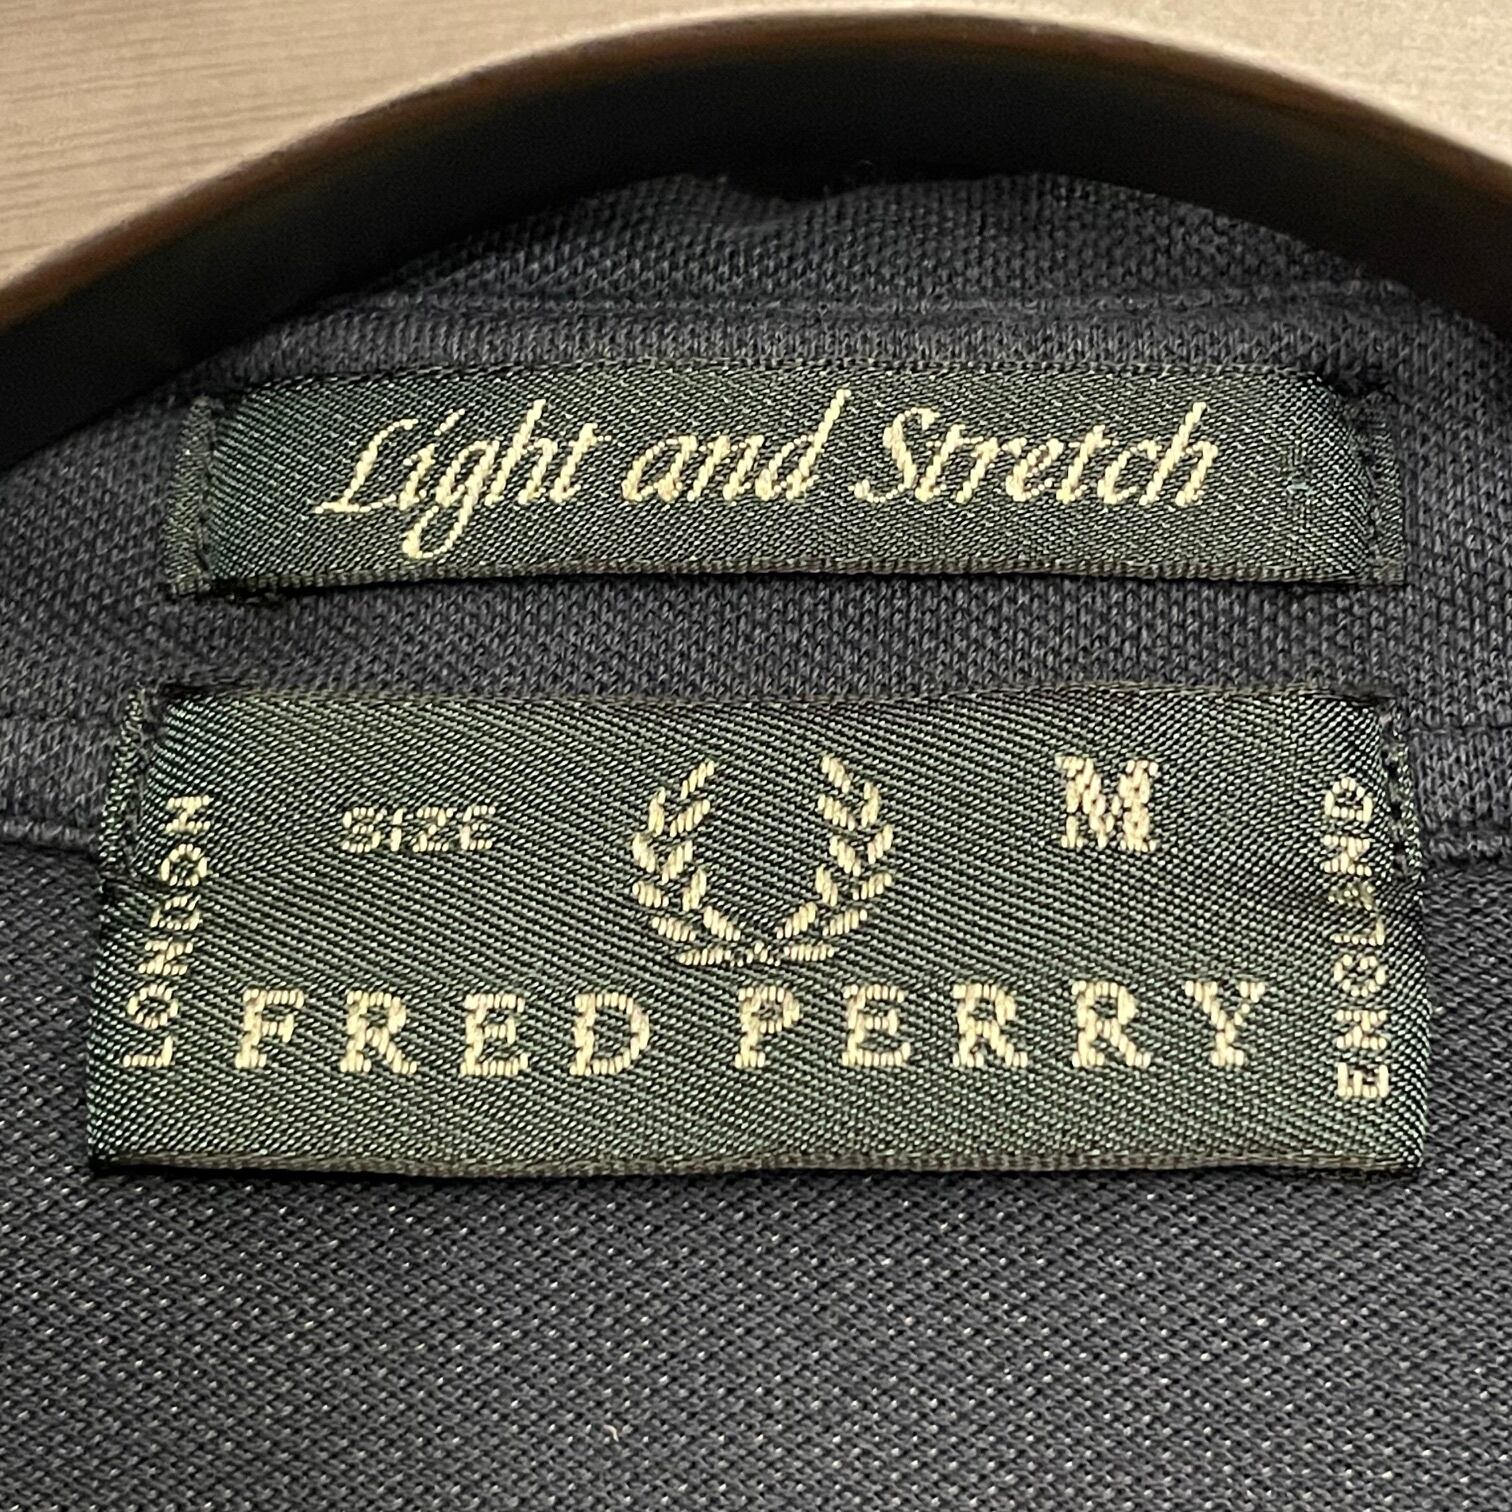 Light and Stretch
SIZE M
LONDON
FRED PERRY
ENGLAND